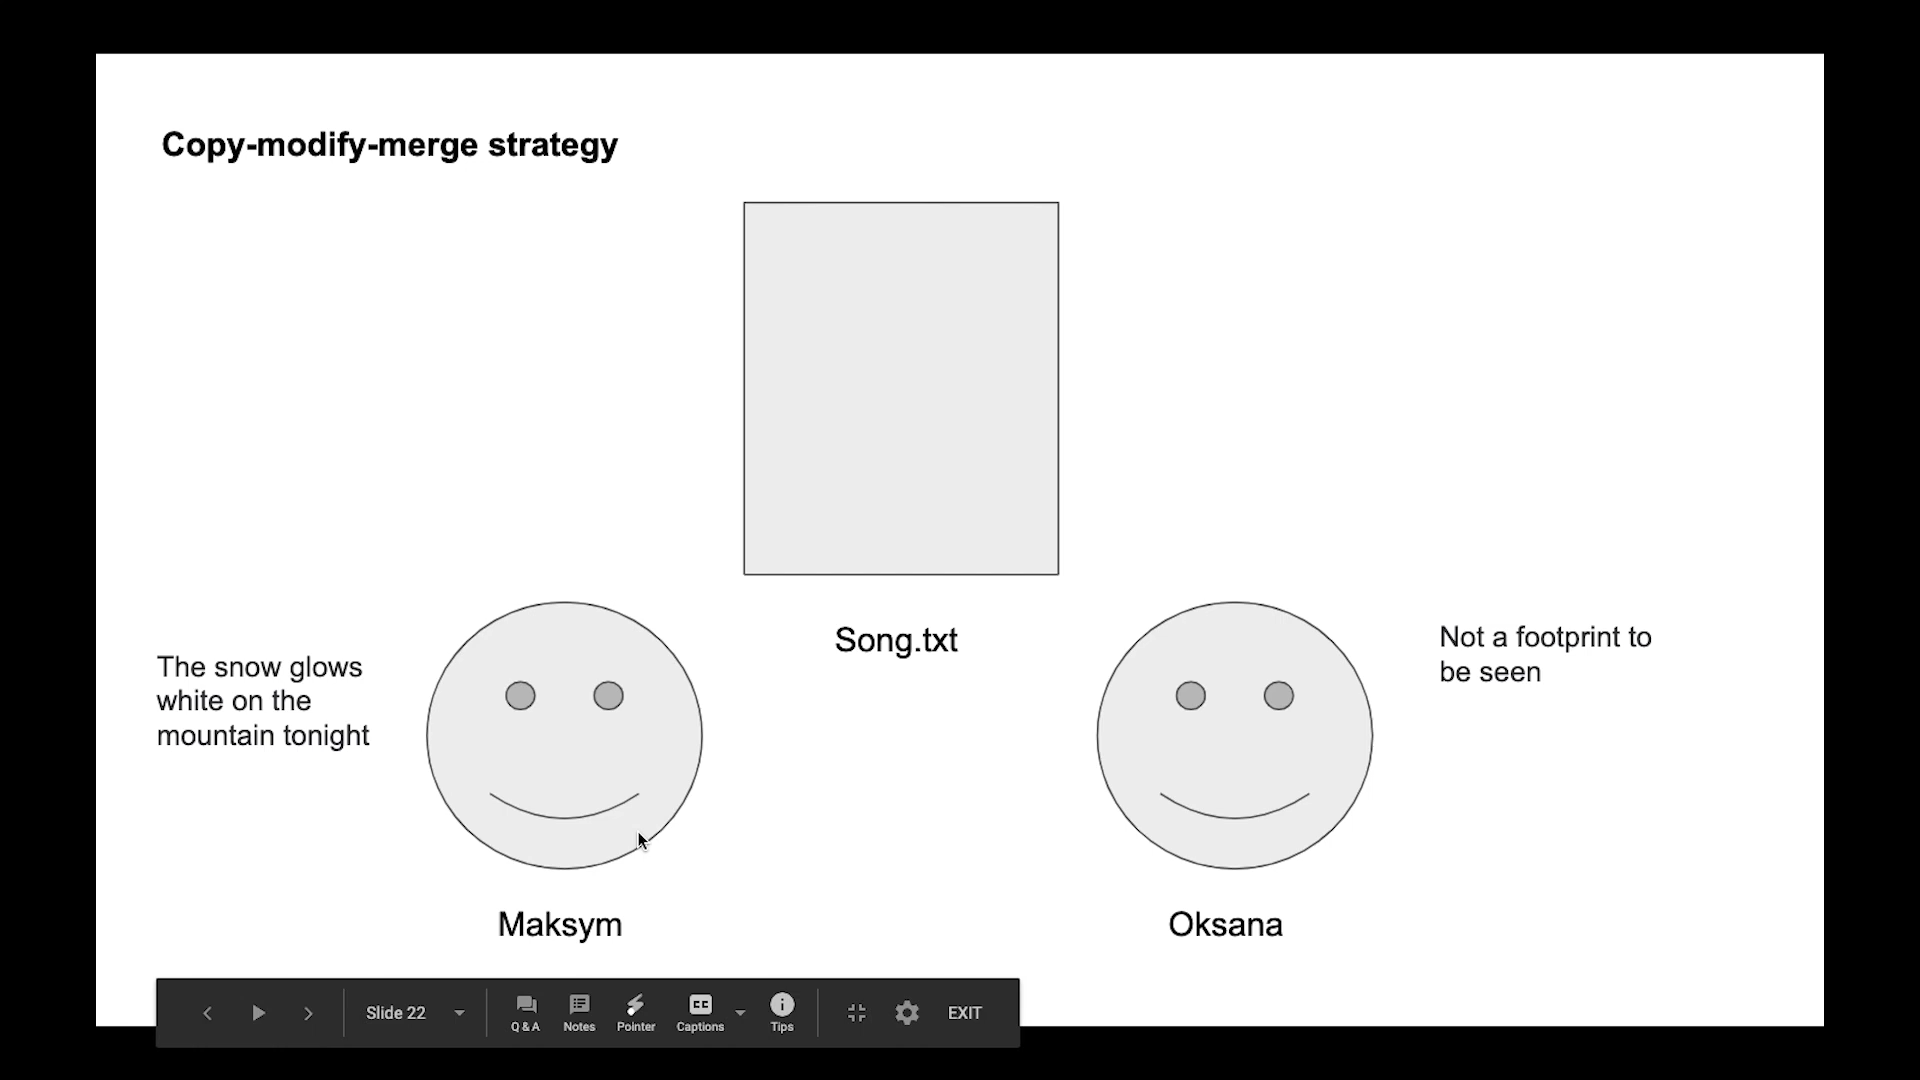 Copy-modify-merge strategy
Song.txt
The snow glows
white on the
mountain tonight
Not a footprint to
be seen
Maksym
Oksana
Slide 22
Q & A
Notes
Pointer
CC
Captions
Tips
EXIT